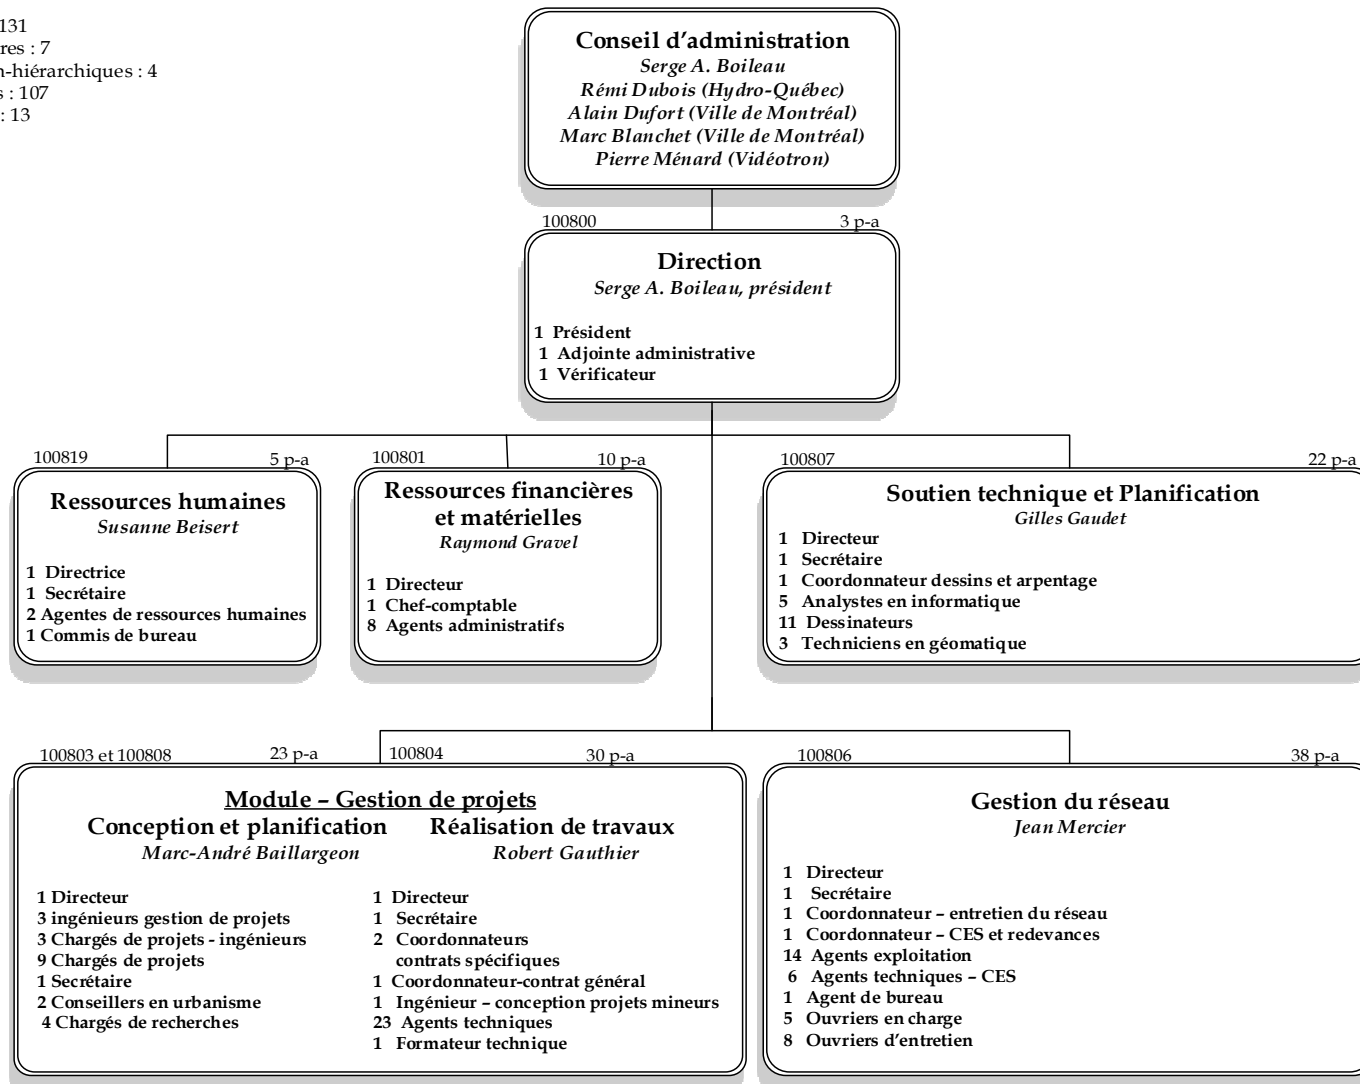 131
res : 7
n-hiérarchiques : 4
s : 107
: 13
Conseil d'administration
Serge A. Boileau
Rémi Dubois (Hydro-Québec)
Alain Dufort (Ville de Montréal)
Marc Blanchet (Ville de Montréal)
Pierre Ménard (Vidéotron)
100800 3 p-a
Direction
Serge A. Boileau, président
1 Président
1 Adjointe administrative
1 Vérificateur
100819 5 p-a
Ressources humaines
Susanne Beisert
1 Directrice
1 Secrétaire
2 Agentes de ressources humaines
1 Commis de bureau
100801 10 p-a
Ressources financières
et matérielles
Raymond Gravel
1 Directeur
1 Chef-comptable
8 Agents administratifs
100807 22 p-a
Soutien technique et Planification
Gilles Gaudet
1 Directeur
1 Secrétaire
1 Coordonnateur dessins et arpentage
5 Analystes en informatique
11 Dessinateurs
3 Techniciens en géomatique
100803 et 100808 23 p-a 100804 30 p-a
Module – Gestion de projets
Conception et planification Réalisation de travaux
Marc-André Baillargeon Robert Gauthier
1 Directeur
3 ingénieurs gestion de projets
3 Chargés de projets - ingénieurs
9 Chargés de projets
1 Secrétaire
2 Conseillers en urbanisme
4 Chargés de recherches
1 Directeur
1 Secrétaire
2 Coordonnateurs
contrats spécifiques
1 Coordonnateur-contrat général
1 Ingénieur – conception projets mineurs
23 Agents techniques
1 Formateur technique
100806 38 p-a
Gestion du réseau
Jean Mercier
1 Directeur
1 Secrétaire
1 Coordonnateur – entretien du réseau
1 Coordonnateur – CES et redevances
14 Agents exploitation
6 Agents techniques – CES
1 Agent de bureau
5 Ouvriers en charge
8 Ouvriers d'entretien